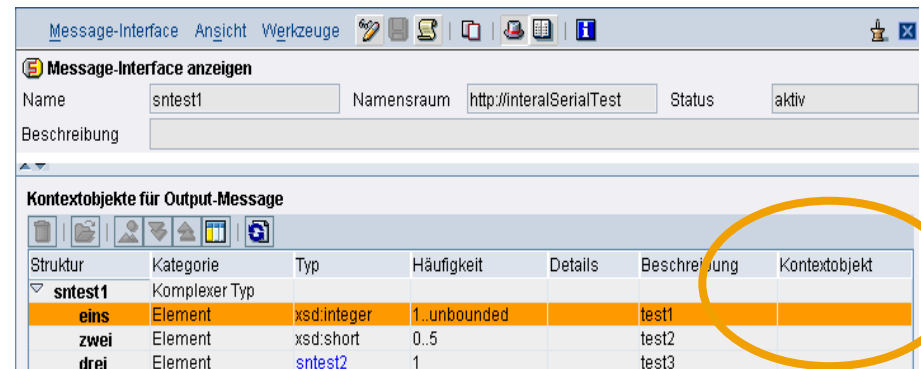 Message-Interface Ansicht Werkzeuge
Message-Interface anzeigen
Name sntest1 Namensraum http://interalSerialTest Status aktiv
Beschreibung
Kontextobjekte für Output-Message
Struktur Kategorie Typ Häufigkeit Details Beschreibung Kontextobjekt
sntest1 Komplexer Typ
eins Element xsd:integer 1..unbounded test1
zwei Element xsd:short 0..5 test2
drei Element sntest2 1 test3